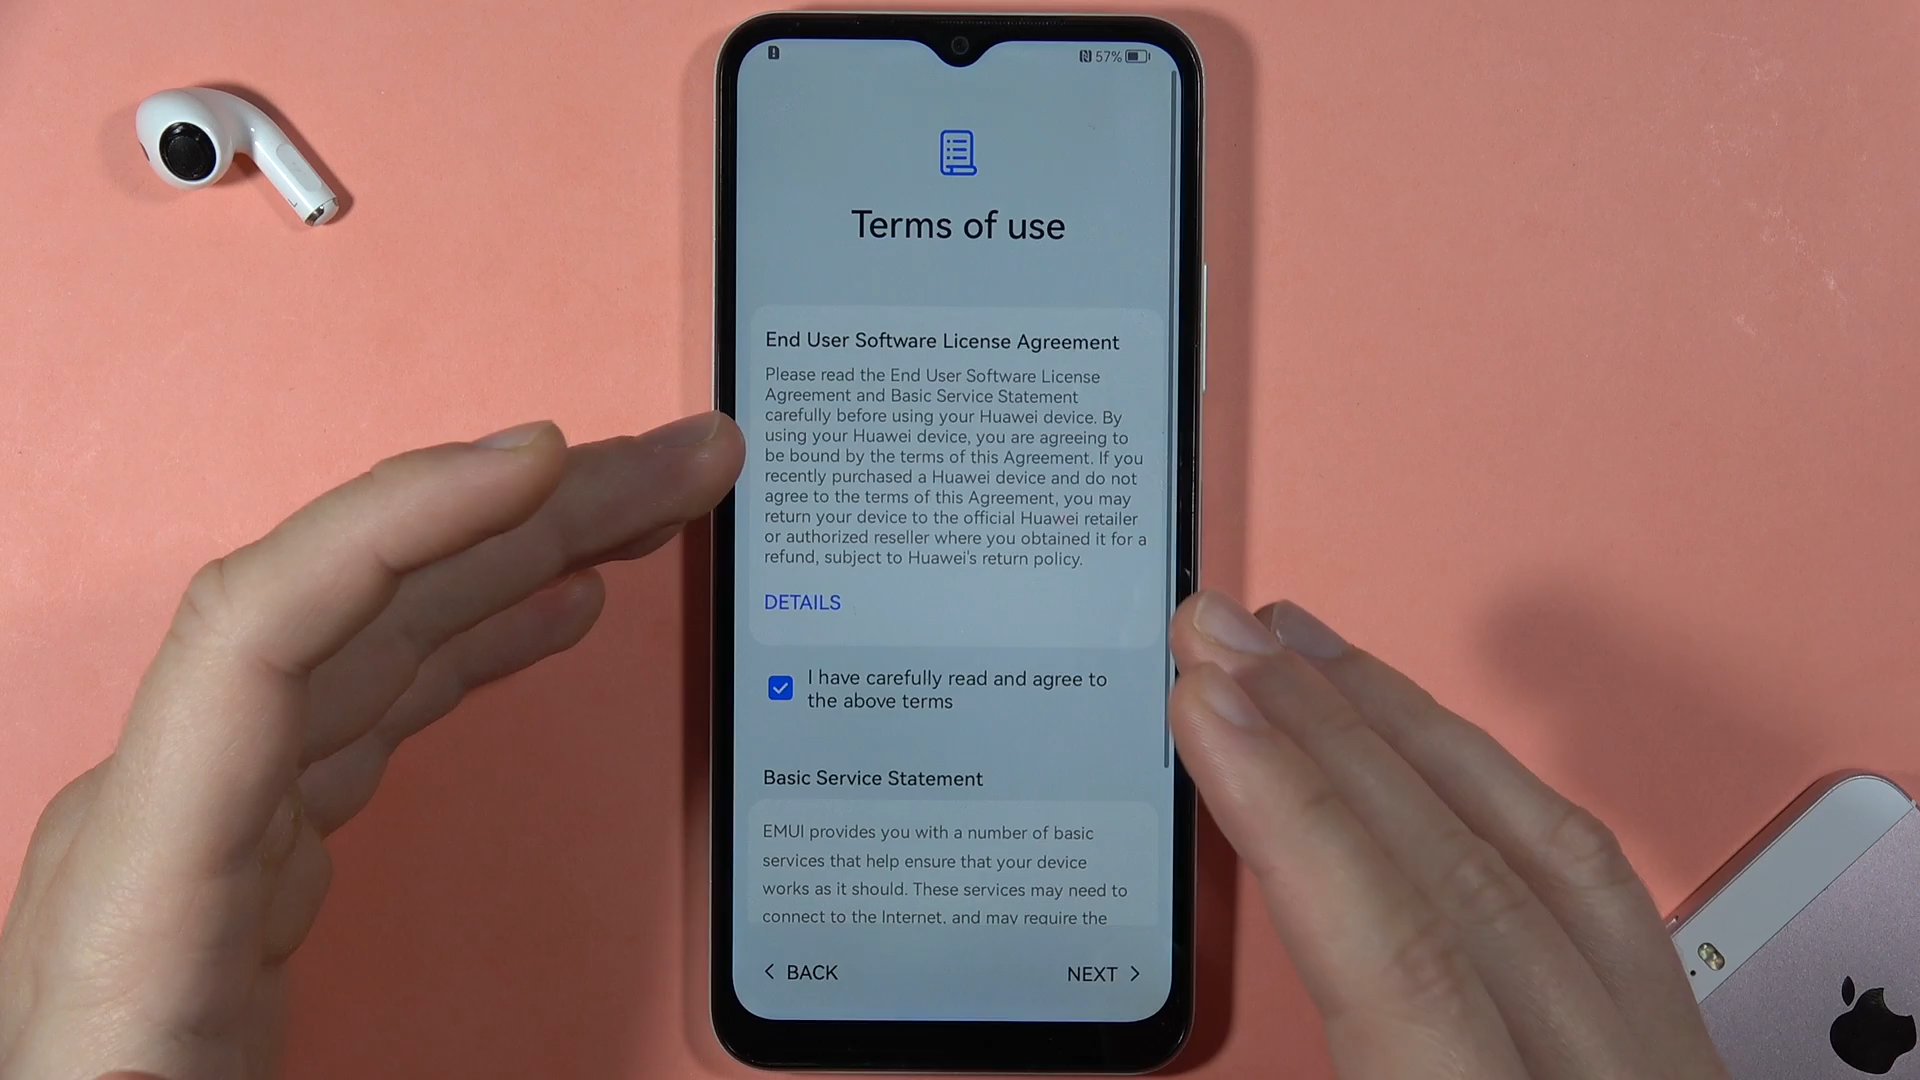 57%
Terms of use
End User Software License Agreement
Please read the End User Software License
Agreement and Basic Service Statement
carefully before using your Huawei device. By
using your Huawei device, you are agreeing to
be bound by the terms of this Agreement. If you
recently purchased a Huawei device and do not
agree to the terms of this Agreement, you may
return your device to the official Huawei retailer
or authorized reseller where you obtained it for a
refund, subject to Huawei's return policy.
DETAILS
I have carefully read and agree to
the above terms
Basic Service Statement
EMUI provides you with a number of basic
services that help ensure that your device
works as it should. These services may need to
connect to the Internet, and may require the
BACK
NEXT